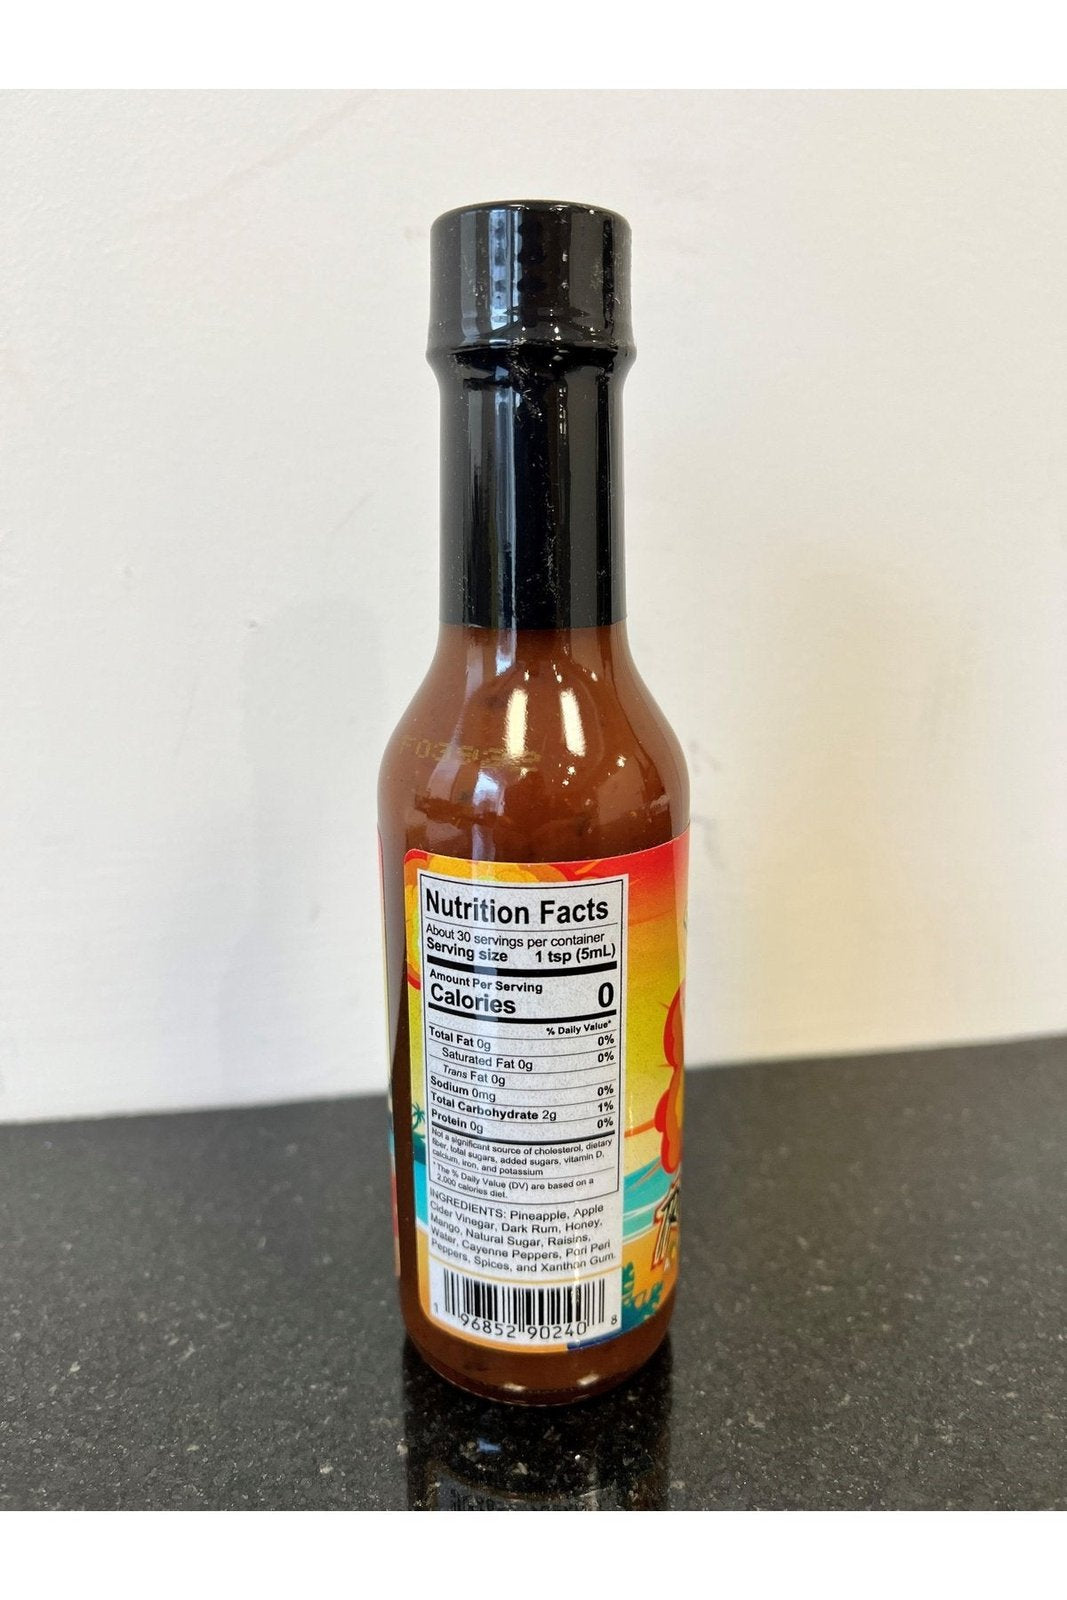 Nutrition Facts
About 30 servings per container
Serving size 1 tsp (5mL)
Amount Per Serving
Calories 0
% Daily Value*
Total Fat 0g 0%
Saturated Fat 0g 0%
Trans Fat 0g
Sodium 0mg 0%
Total Carbohydrate 2g 1%
Protein 0g 0%
Not a significant source of cholesterol, dietary
fiber, total sugars, added sugars, vitamin D,
calcium, iron, and potassium
*The % Daily Value (DV) are based on a
2,000 calories diet.
INGREDIENTS: Pineapple, Apple
Cider Vinegar, Dark Rum, Honey,
Mango, Natural Sugar, Raisins,
Water, Cayenne Peppers, Pori Peri
Peppers, Spices, and Xanthan Gum.
1 96852 90240 8